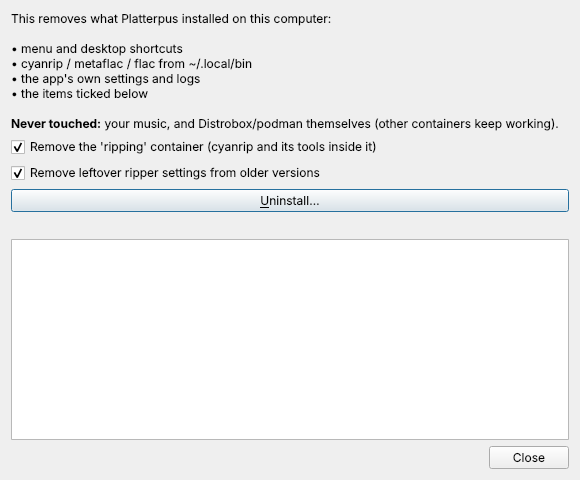 This removes what Platterpus installed on this computer:
• menu and desktop shortcuts
• cyanrip / metaflac / flac from ~/.local/bin
• the app's own settings and logs
• the items ticked below
Never touched: your music, and Distrobox/podman themselves (other containers keep working).
Remove the 'ripping' container (cyanrip and its tools inside it)
Remove leftover ripper settings from older versions
Uninstall...
Close